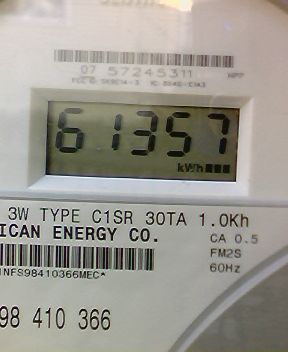 07 57245311
61357
kWh
3W TYPE C1SR 30TA 1.0Kh
ICAN ENERGY CO.
CA 0.5
FM2S
60Hz
NFS98410366MEC*
98 410 366